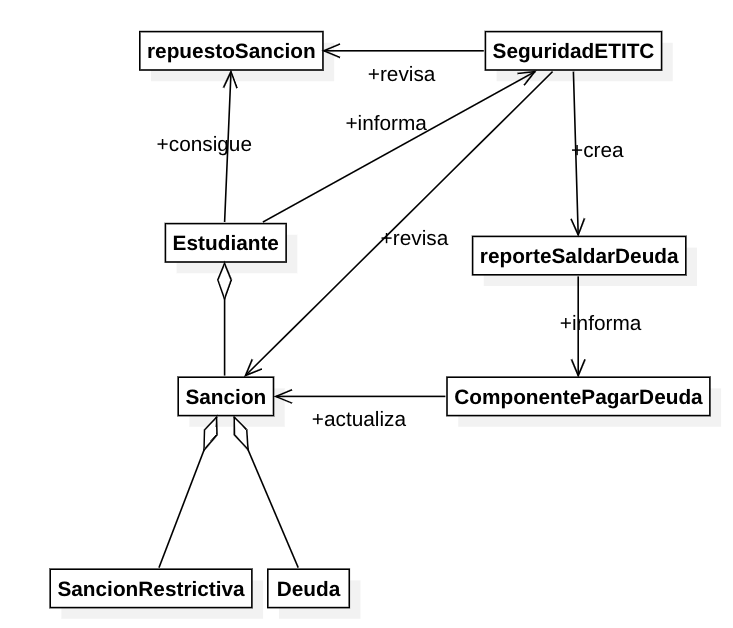 repuestoSancion
SeguridadETITC
+revisa
+informa
+consigue
+crea
Estudiante
+revisa
reporteSaldarDeuda
+informa
Sancion
ComponentePagarDeuda
+actualiza
SancionRestrictiva
Deuda